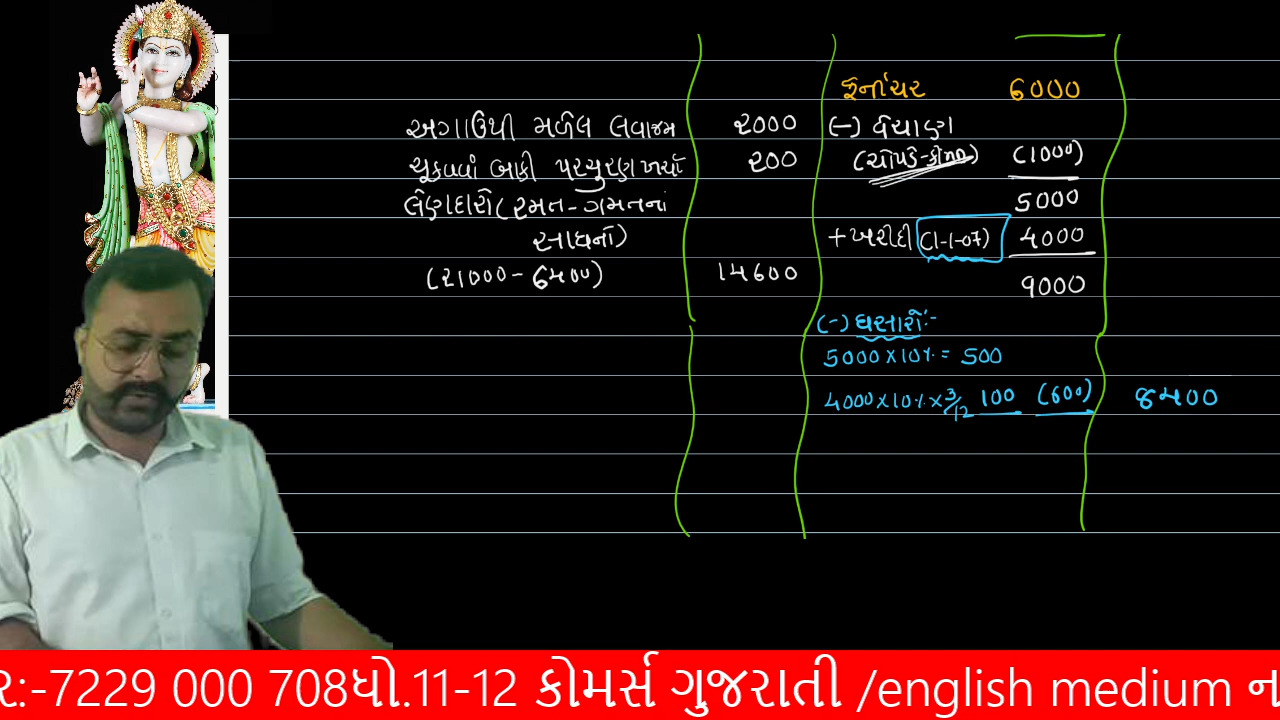 અગાઉથી મળેલ લવાજમ 2000
ચૂકવવાં બાકી પરચુરણ ખર્ચા 200
લેણદારો (રમત-ગમતનાં
સાધનો)
(21000 - 6400) 14600
ફર્નીચર 6000
(-) વેચાણ
(ચોપડે-કીંમત) (1000)
5000
+ ખરીદી (1-1-07) 4000
9000
(-) ઘસારો:-
5000 × 10% = 500
4000 × 10% × 3/12 100 (600) 8400
ર:-7229 000 708ધો.11-12 કોમર્સ ગુજરાતી /english medium ન